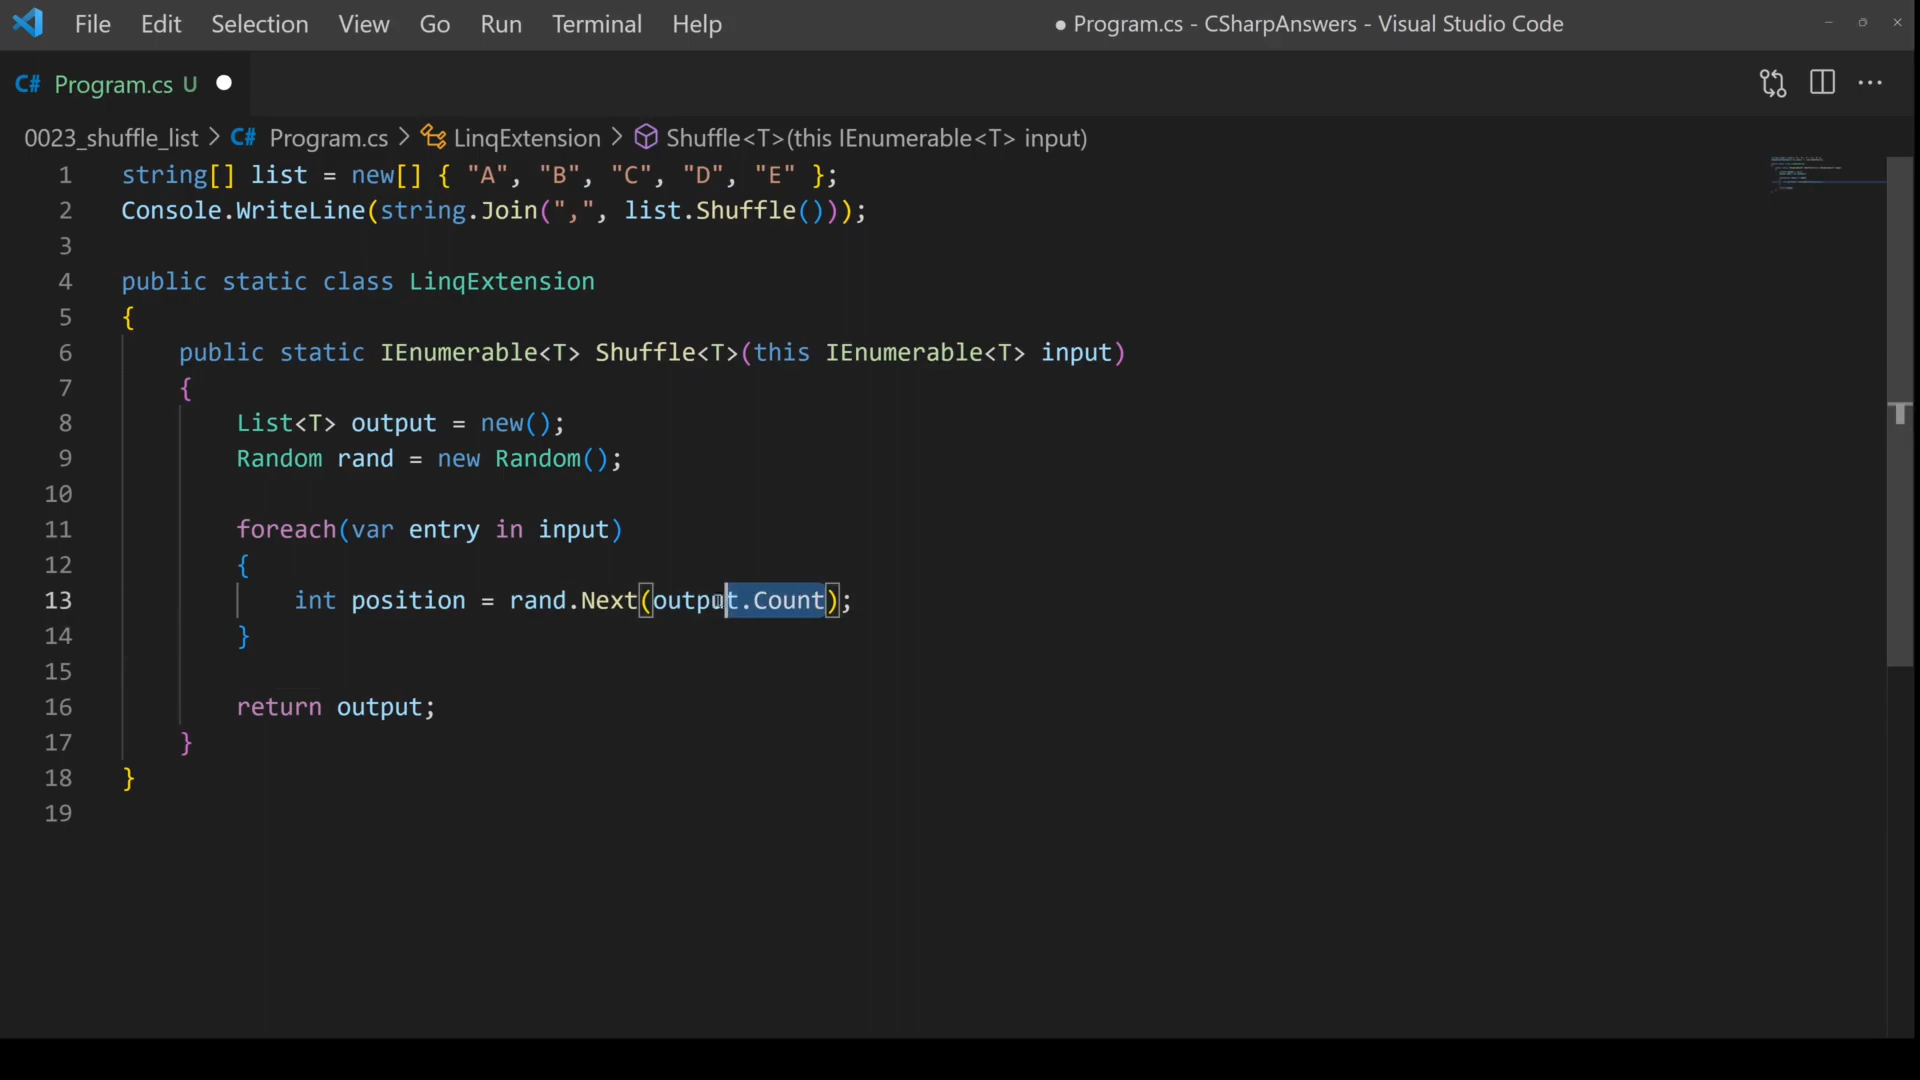 File Edit Selection View Go Run Terminal Help ● Program.cs - CSharpAnswers - Visual Studio Code
C# Program.cs U
0023_shuffle_list > C# Program.cs > LinqExtension > Shuffle<T>(this IEnumerable<T> input)
1 string[] list = new[] { "A", "B", "C", "D", "E" };
2 Console.WriteLine(string.Join(",", list.Shuffle()));
3
4 public static class LinqExtension
5 {
6 public static IEnumerable<T> Shuffle<T>(this IEnumerable<T> input)
7 {
8 List<T> output = new();
9 Random rand = new Random();
10
11 foreach(var entry in input)
12 {
13 int position = rand.Next(output.Count);
14 }
15
16 return output;
17 }
18 }
19